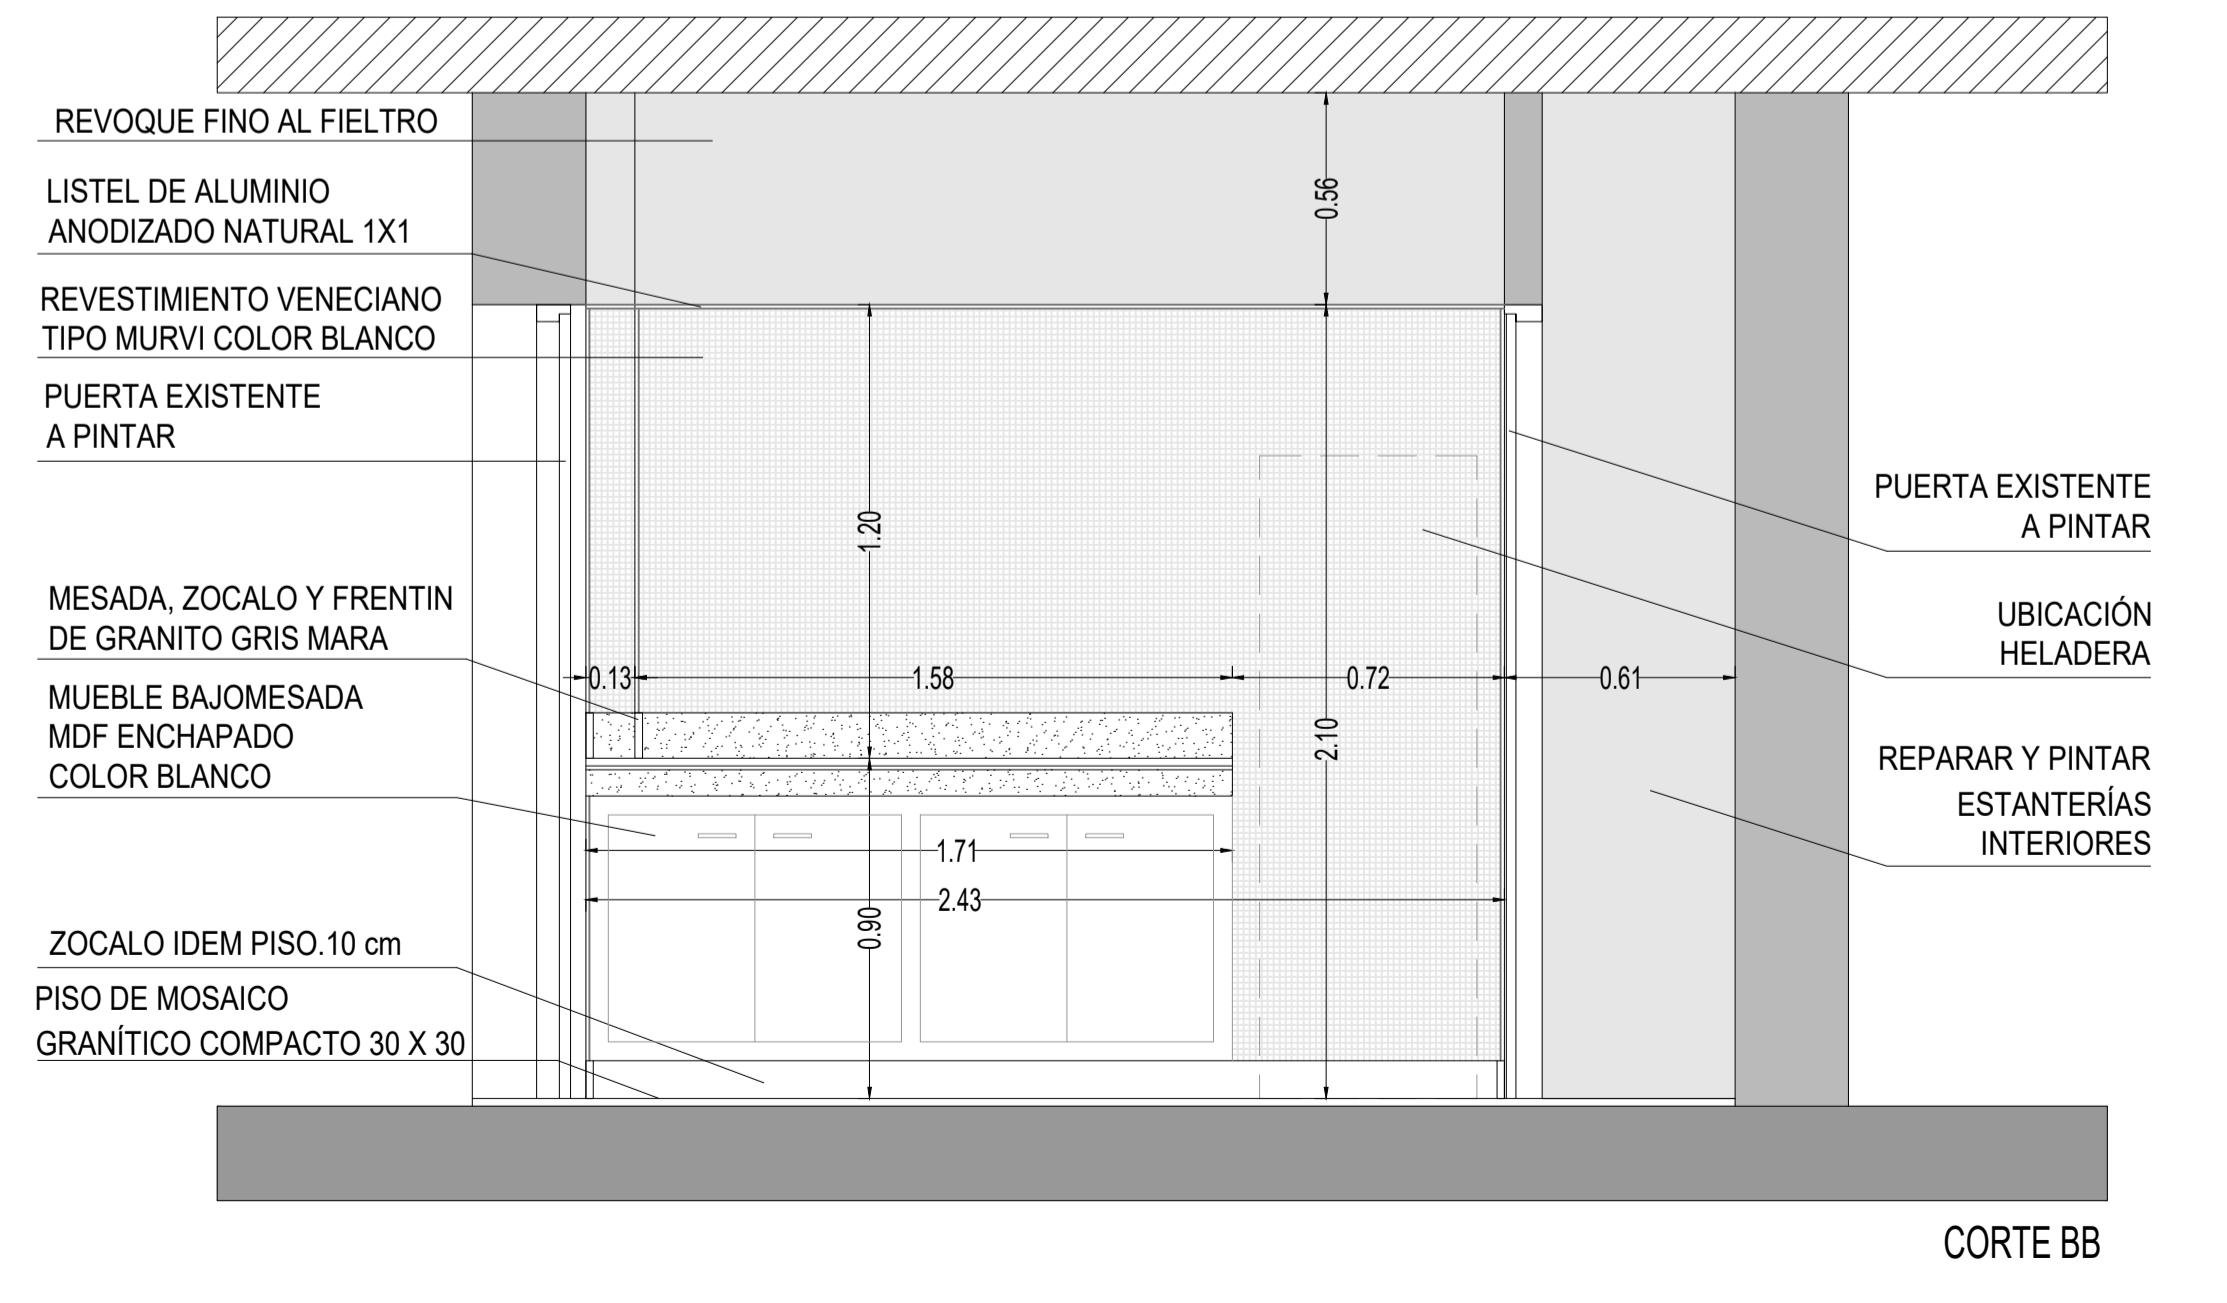 REVOQUE FINO AL FIELTRO
LISTEL DE ALUMINIO
ANODIZADO NATURAL 1X1
REVESTIMIENTO VENECIANO
TIPO MURVI COLOR BLANCO
PUERTA EXISTENTE
A PINTAR
MESADA, ZOCALO Y FRENTIN
DE GRANITO GRIS MARA
MUEBLE BAJOMESADA
MDF ENCHAPADO
COLOR BLANCO
ZOCALO IDEM PISO.10 cm
PISO DE MOSAICO
GRANÍTICO COMPACTO 30 X 30
0.56
1.20
2.10
0.13
1.58
0.72
0.61
1.71
2.43
0.90
PUERTA EXISTENTE
A PINTAR
UBICACIÓN
HELADERA
REPARAR Y PINTAR
ESTANTERÍAS
INTERIORES
CORTE BB